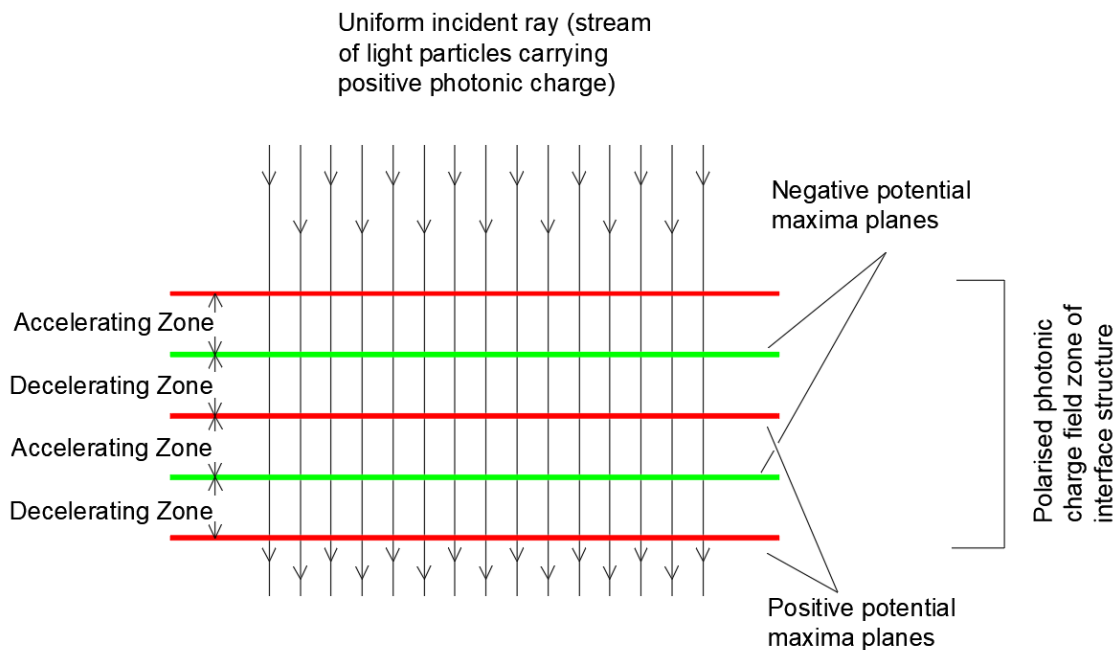 Uniform incident ray (stream
of light particles carrying
positive photonic charge)
Negative potential
maxima planes
Accelerating Zone
Decelerating Zone
Accelerating Zone
Decelerating Zone
Polarised photonic
charge field zone of
interface structure
Positive potential
maxima planes